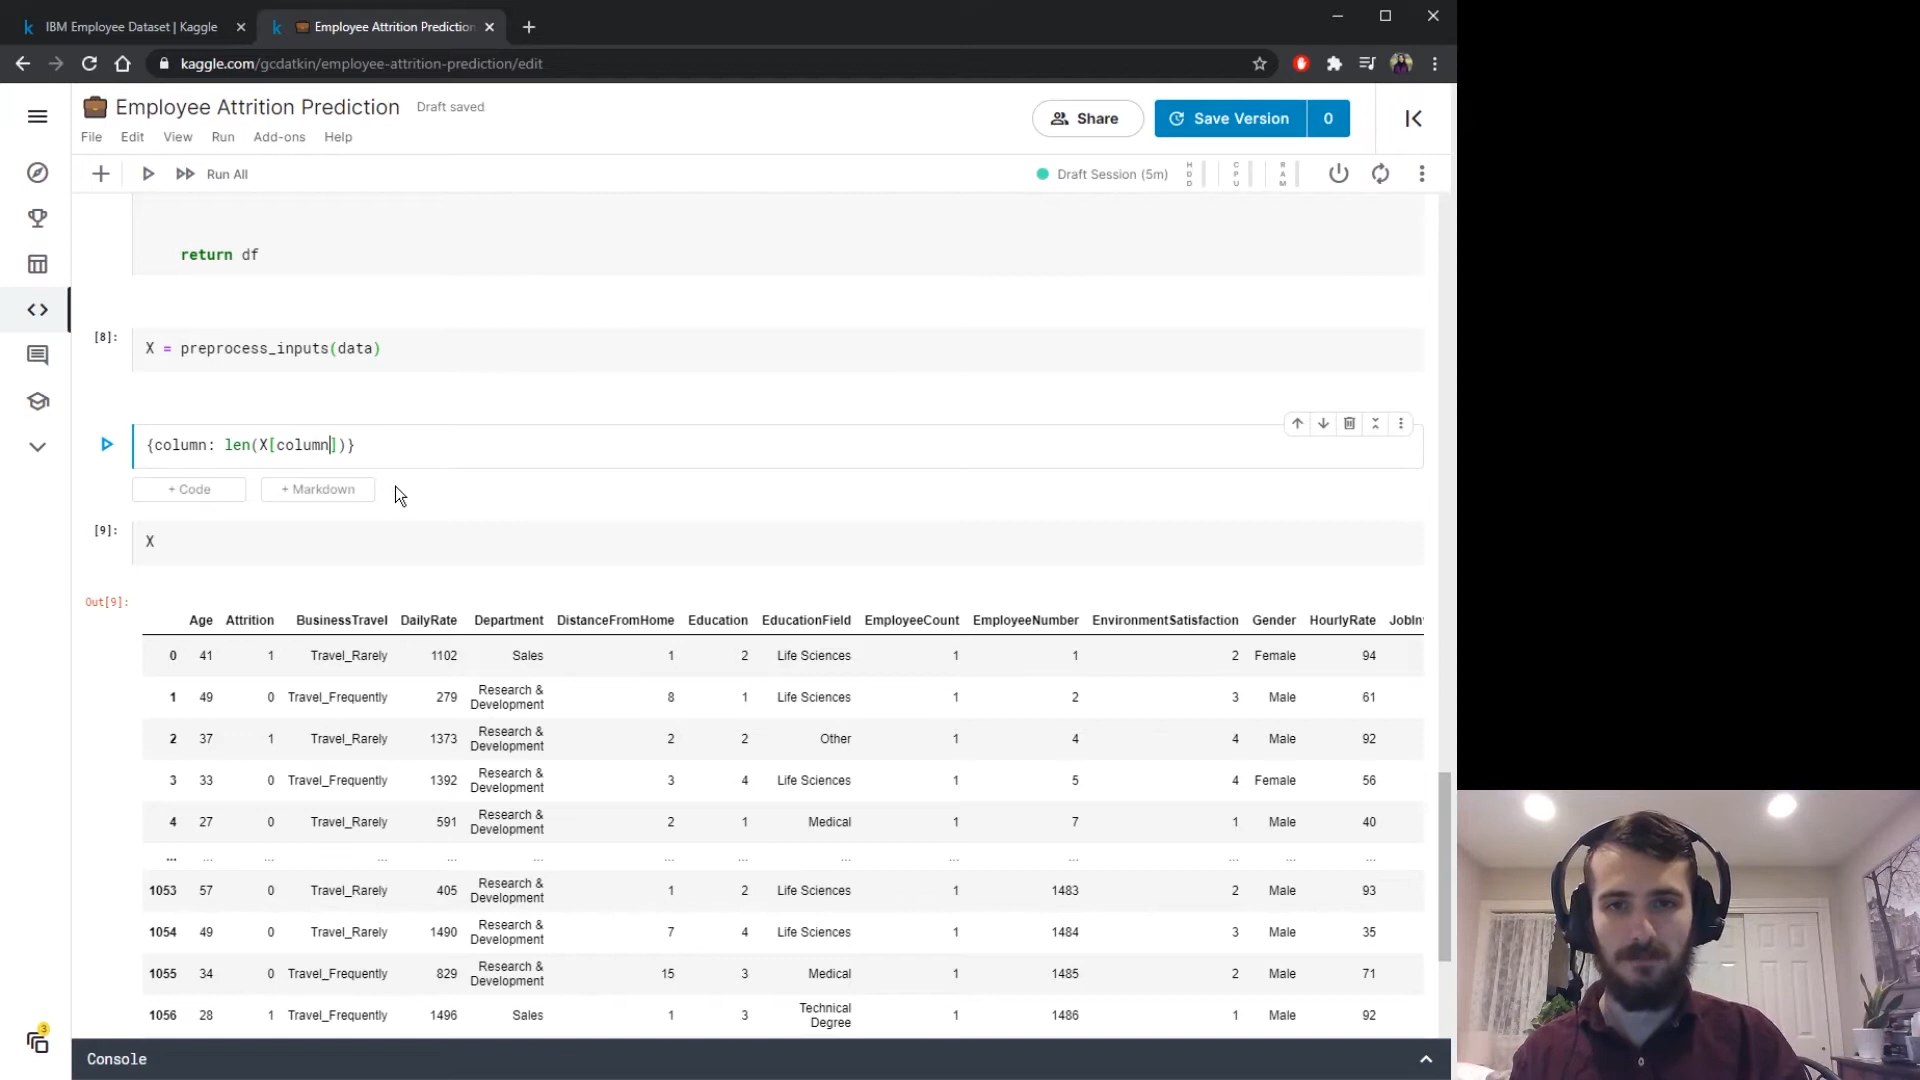 IBM Employee Dataset | Kaggle
Employee Attrition Prediction
kaggle.com/gcdatkin/employee-attrition-prediction/edit
Employee Attrition Prediction
Draft saved
Share
Save Version
0
File Edit View Run Add-ons Help
Run All
Draft Session (5m)
HDD
CPU
RAM
return df
[8]:
X = preprocess_inputs(data)
{column: len(X[column])}
+ Code
+ Markdown
[9]:
X
Out[9]:
Age Attrition BusinessTravel DailyRate Department DistanceFromHome Education EducationField EmployeeCount EmployeeNumber EnvironmentSatisfaction Gender HourlyRate JobIn
0 41 1 Travel_Rarely 1102 Sales 1 2 Life Sciences 1 1 2 Female 94
1 49 0 Travel_Frequently 279 Research & Development 8 1 Life Sciences 1 2 3 Male 61
2 37 1 Travel_Rarely 1373 Research & Development 2 2 Other 1 4 4 Male 92
3 33 0 Travel_Frequently 1392 Research & Development 3 4 Life Sciences 1 5 4 Female 56
4 27 0 Travel_Rarely 591 Research & Development 2 1 Medical 1 7 1 Male 40
... ... ... ... ... ... ... ... ... ... ... ... ... ...
1053 57 0 Travel_Rarely 405 Research & Development 1 2 Life Sciences 1 1483 2 Male 93
1054 49 0 Travel_Rarely 1490 Research & Development 7 4 Life Sciences 1 1484 3 Male 35
1055 34 0 Travel_Frequently 829 Research & Development 15 3 Medical 1 1485 2 Male 71
1056 28 1 Travel_Frequently 1496 Sales 1 3 Technical Degree 1 1486 1 Male 92
3
Console